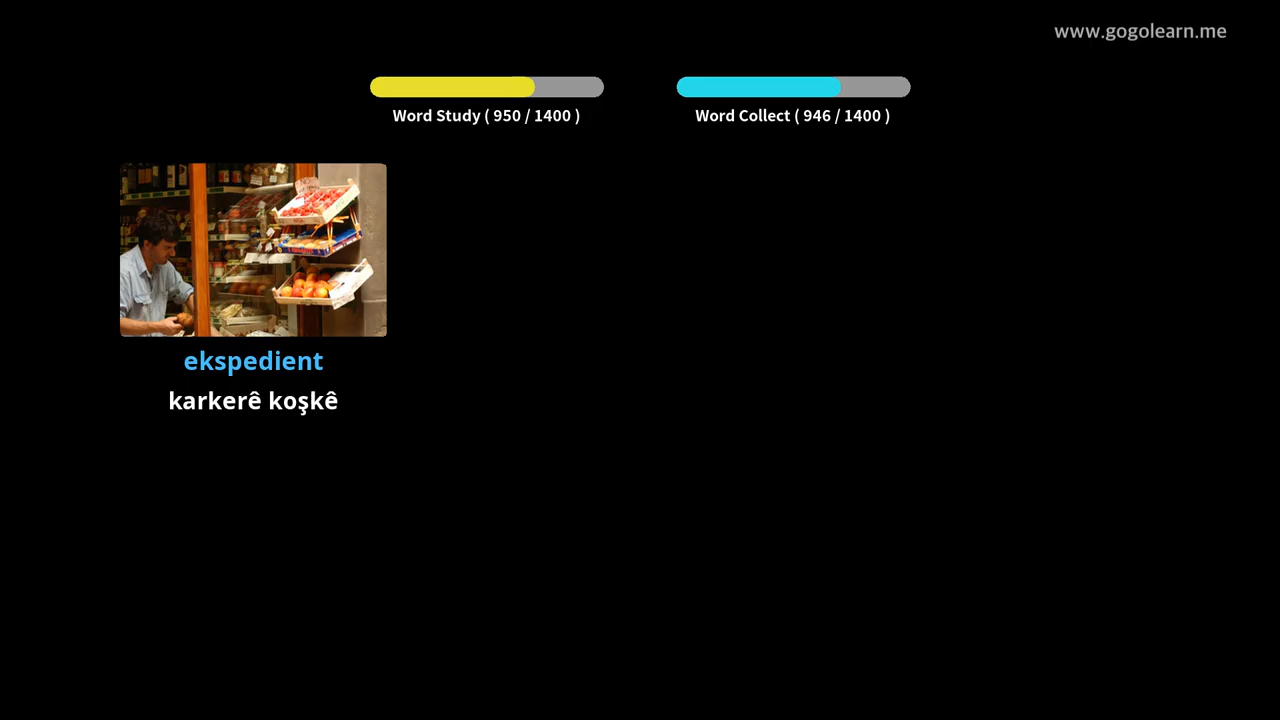 www.gogolearn.me
Word Study ( 950 / 1400 )
Word Collect ( 946 / 1400 )
ekspedient
karkerê koşkê